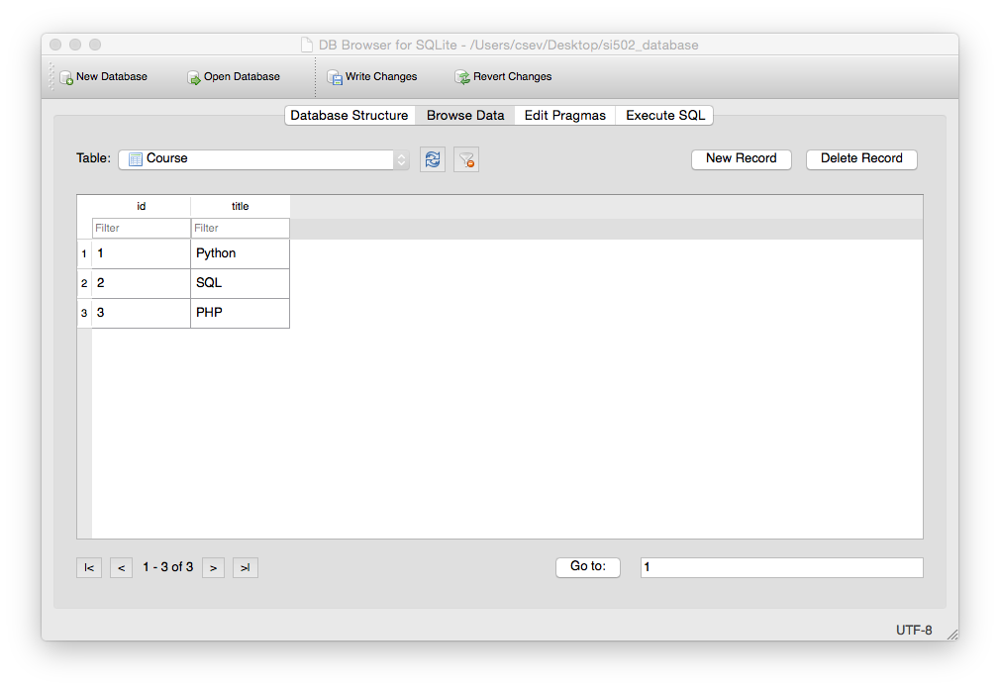 DB Browser for SQLite - /Users/csev/Desktop/si502_database
New Database Open Database Write Changes Revert Changes
Database Structure Browse Data Edit Pragmas Execute SQL
Table: Course New Record Delete Record
id title
Filter Filter
1 1 Python
2 2 SQL
3 3 PHP
|< < 1 - 3 of 3 > >| Go to: 1
UTF-8